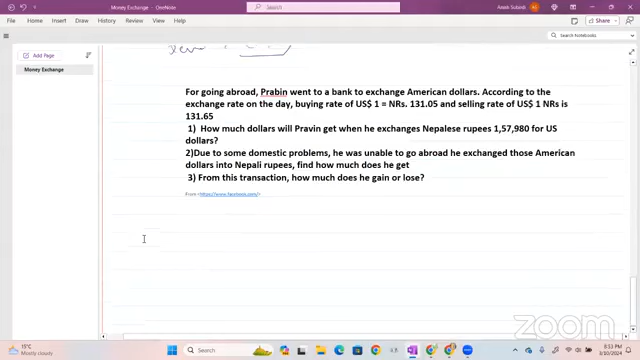 Money Exchange - OneNote
Search
Azam Subindi
File
Home
Insert
Draw
History
Review
View
Help
Share
Search Notebooks
Add Page
Money Exchange
For going abroad, Prabin went to a bank to exchange American dollars. According to the
exchange rate on the day, buying rate of US$ 1 = NRs. 131.05 and selling rate of US$ 1 NRs is
131.65
1) How much dollars will Pravin get when he exchanges Nepalese rupees 1,57,980 for US
dollars?
2)Due to some domestic problems, he was unable to go abroad he exchanged those American
dollars into Nepali rupees, find how much does he get
3) From this transaction, how much does he gain or lose?
From <https://www.facebook.com/>
zoom
15°C
Mostly cloudy
Search
8:53 PM
3/10/2024